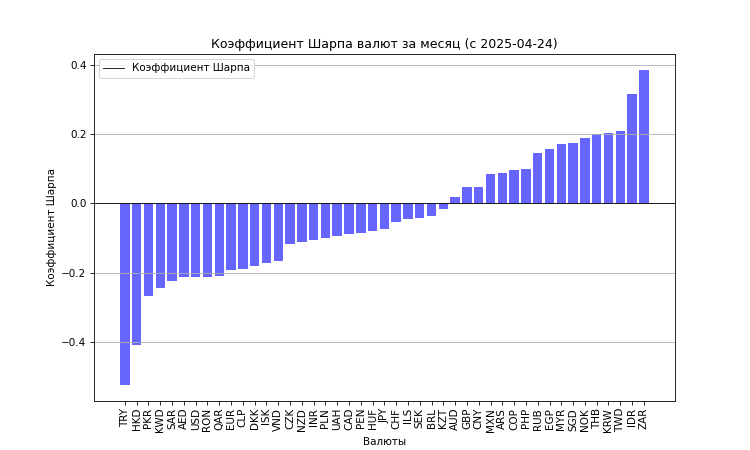 Коэффициент Шарпа валют за месяц (с 2025-04-24)
Коэффициент Шарпа
Коэффициент Шарпа
0.4
0.2
0.0
−0.2
−0.4
TRY HKD PKR KWD SAR AED USD RON QAR EUR CLP DKK ISK VND CZK NZD INR PLN UAH CAD PEN HUF JPY CHF ILS SEK BRL KZT AUD GBP CNY MXN ARS COP PHP RUB EGP MYR SGD NOK THB KRW TWD IDR ZAR
Валюты